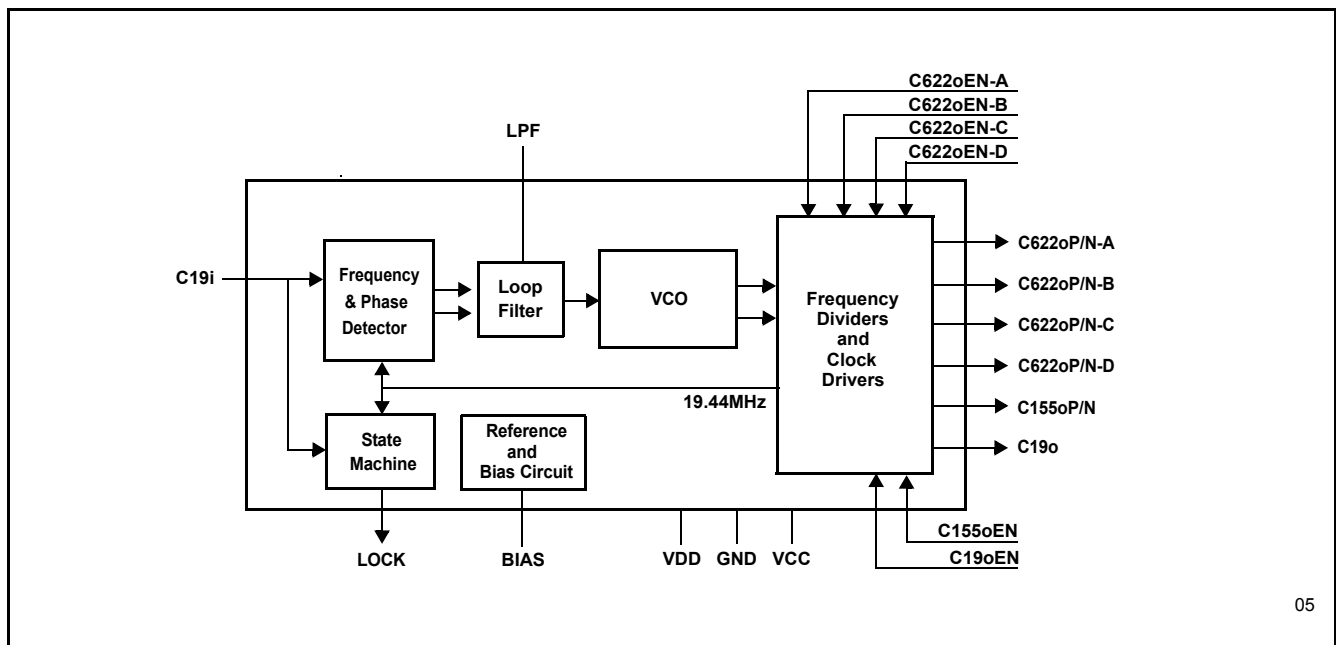 C622oEN-A
C622oEN-B
C622oEN-C
C622oEN-D
LPF
C19i
Frequency
& Phase
Detector
Loop
Filter
VCO
Frequency
Dividers
and
Clock
Drivers
C622oP/N-A
C622oP/N-B
C622oP/N-C
C622oP/N-D
C155oP/N
C19o
19.44MHz
State
Machine
Reference
and
Bias Circuit
LOCK
BIAS
VDD
GND
VCC
C155oEN
C19oEN
05